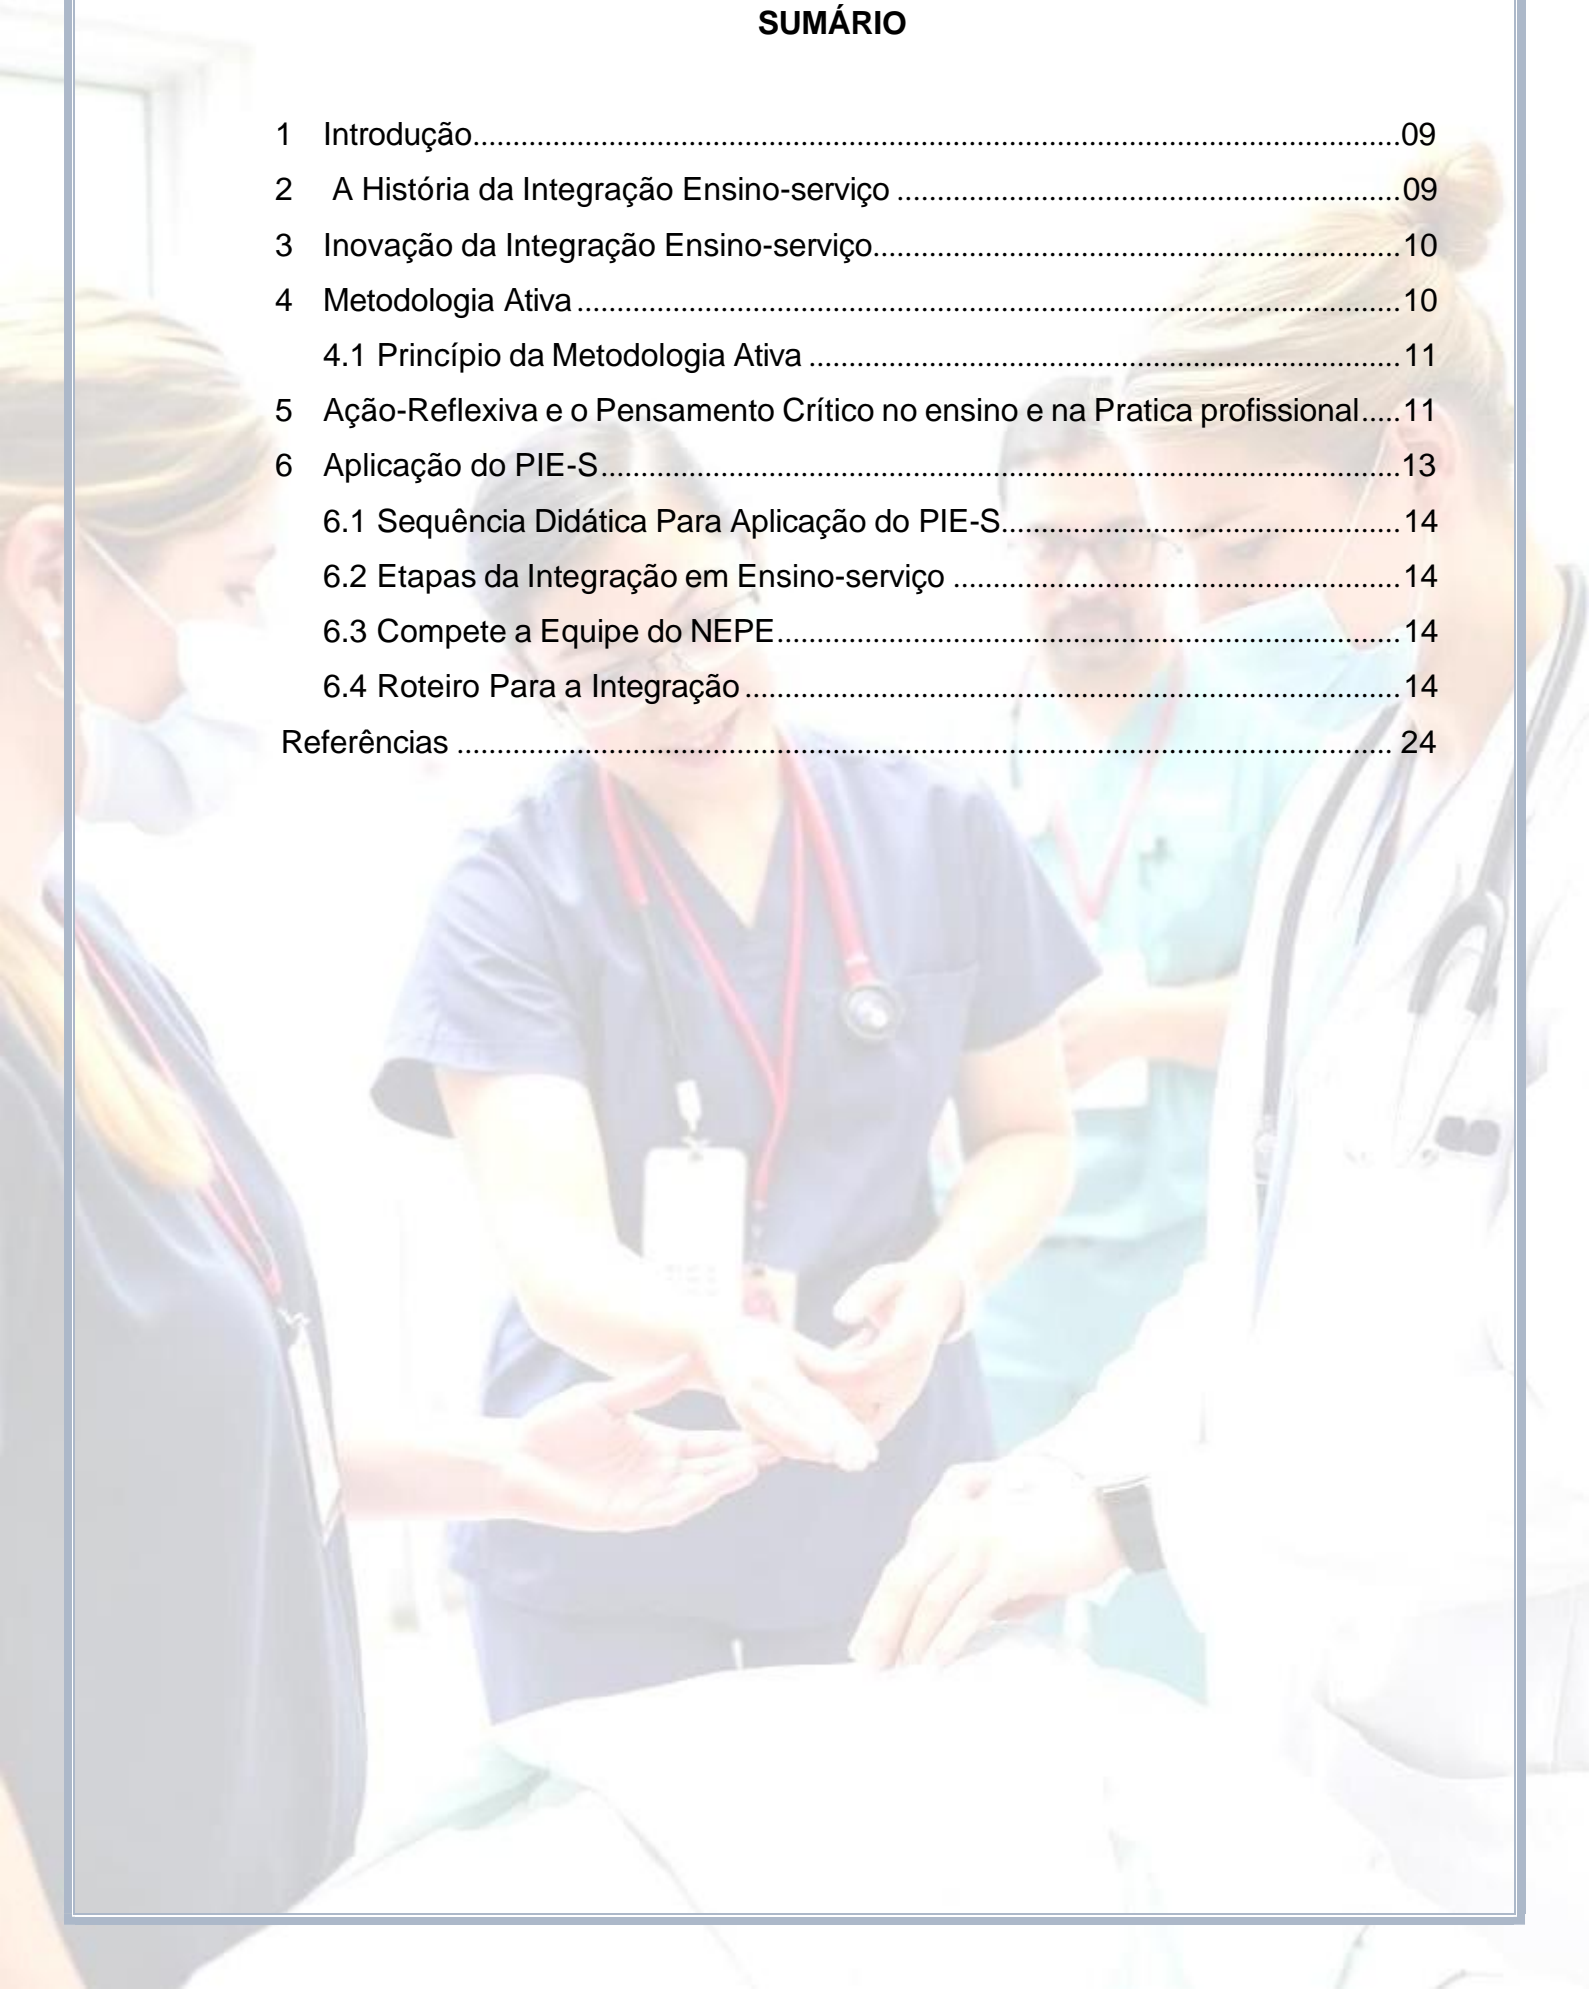 SUMÁRIO
1 Introdução........................................................................................................09
2 A História da Integração Ensino-serviço ........................................................09
3 Inovação da Integração Ensino-serviço...........................................................10
4 Metodologia Ativa ............................................................................................10
4.1 Princípio da Metodologia Ativa ..................................................................11
5 Ação-Reflexiva e o Pensamento Crítico no ensino e na Pratica profissional.....11
6 Aplicação do PIE-S..........................................................................................13
6.1 Sequência Didática Para Aplicação do PIE-S.............................................14
6.2 Etapas da Integração em Ensino-serviço ..................................................14
6.3 Compete a Equipe do NEPE......................................................................14
6.4 Roteiro Para a Integração ..........................................................................14
Referências ......................................................................................................... 24